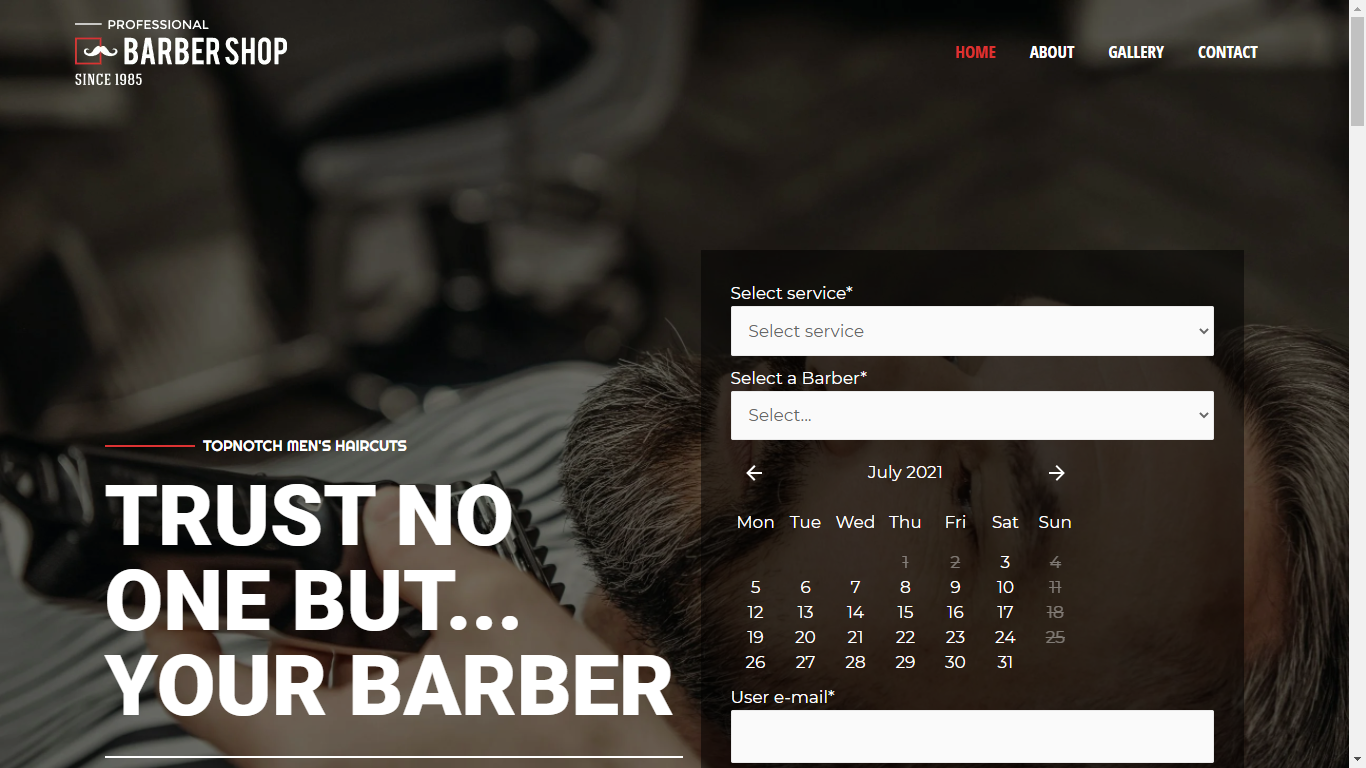 PROFESSIONAL
BARBER SHOP
SINCE 1985
HOME ABOUT GALLERY CONTACT
TOPNOTCH MEN'S HAIRCUTS
TRUST NO
ONE BUT...
YOUR BARBER
Select service*
Select service
Select a Barber*
Select...
July 2021
Mon Tue Wed Thu Fri Sat Sun
1 2 3 4
5 6 7 8 9 10 11
12 13 14 15 16 17 18
19 20 21 22 23 24 25
26 27 28 29 30 31
User e-mail*